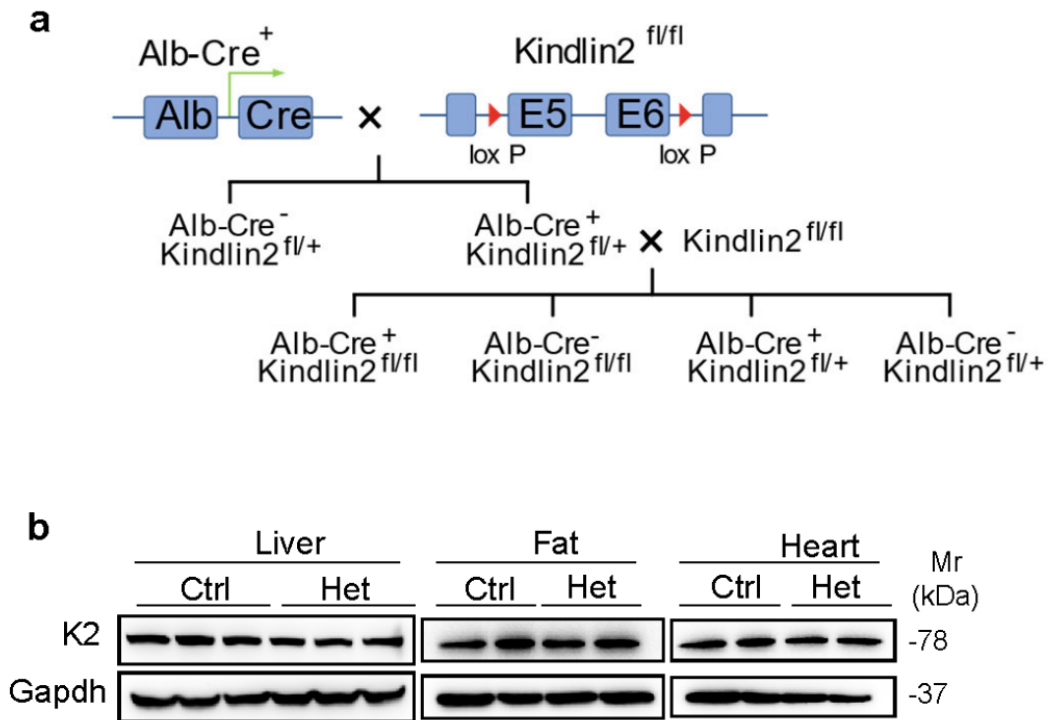 a
Alb-Cre+
Kindlin2 fl/fl
Alb Cre × E5 E6
lox P lox P
Alb-Cre- Alb-Cre+
Kindlin2fl/+ Kindlin2fl/+ × Kindlin2fl/fl
Alb-Cre+ Alb-Cre- Alb-Cre+ Alb-Cre-
Kindlin2fl/fl Kindlin2fl/fl Kindlin2fl/+ Kindlin2fl/+
b
Liver Fat Heart Mr
Ctrl Het Ctrl Het Ctrl Het (kDa)
K2 -78
Gapdh -37